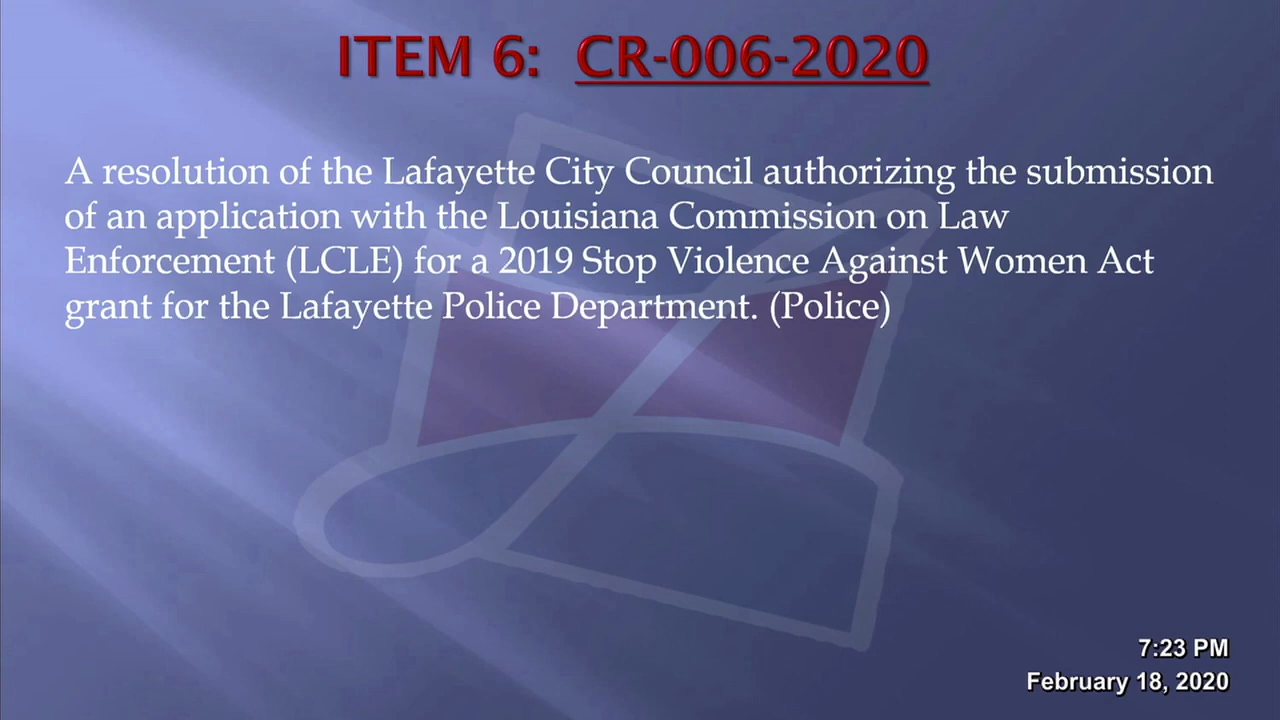 ITEM 6: CR-006-2020
A resolution of the Lafayette City Council authorizing the submission
of an application with the Louisiana Commission on Law
Enforcement (LCLE) for a 2019 Stop Violence Against Women Act
grant for the Lafayette Police Department. (Police)
7:23 PM
February 18, 2020